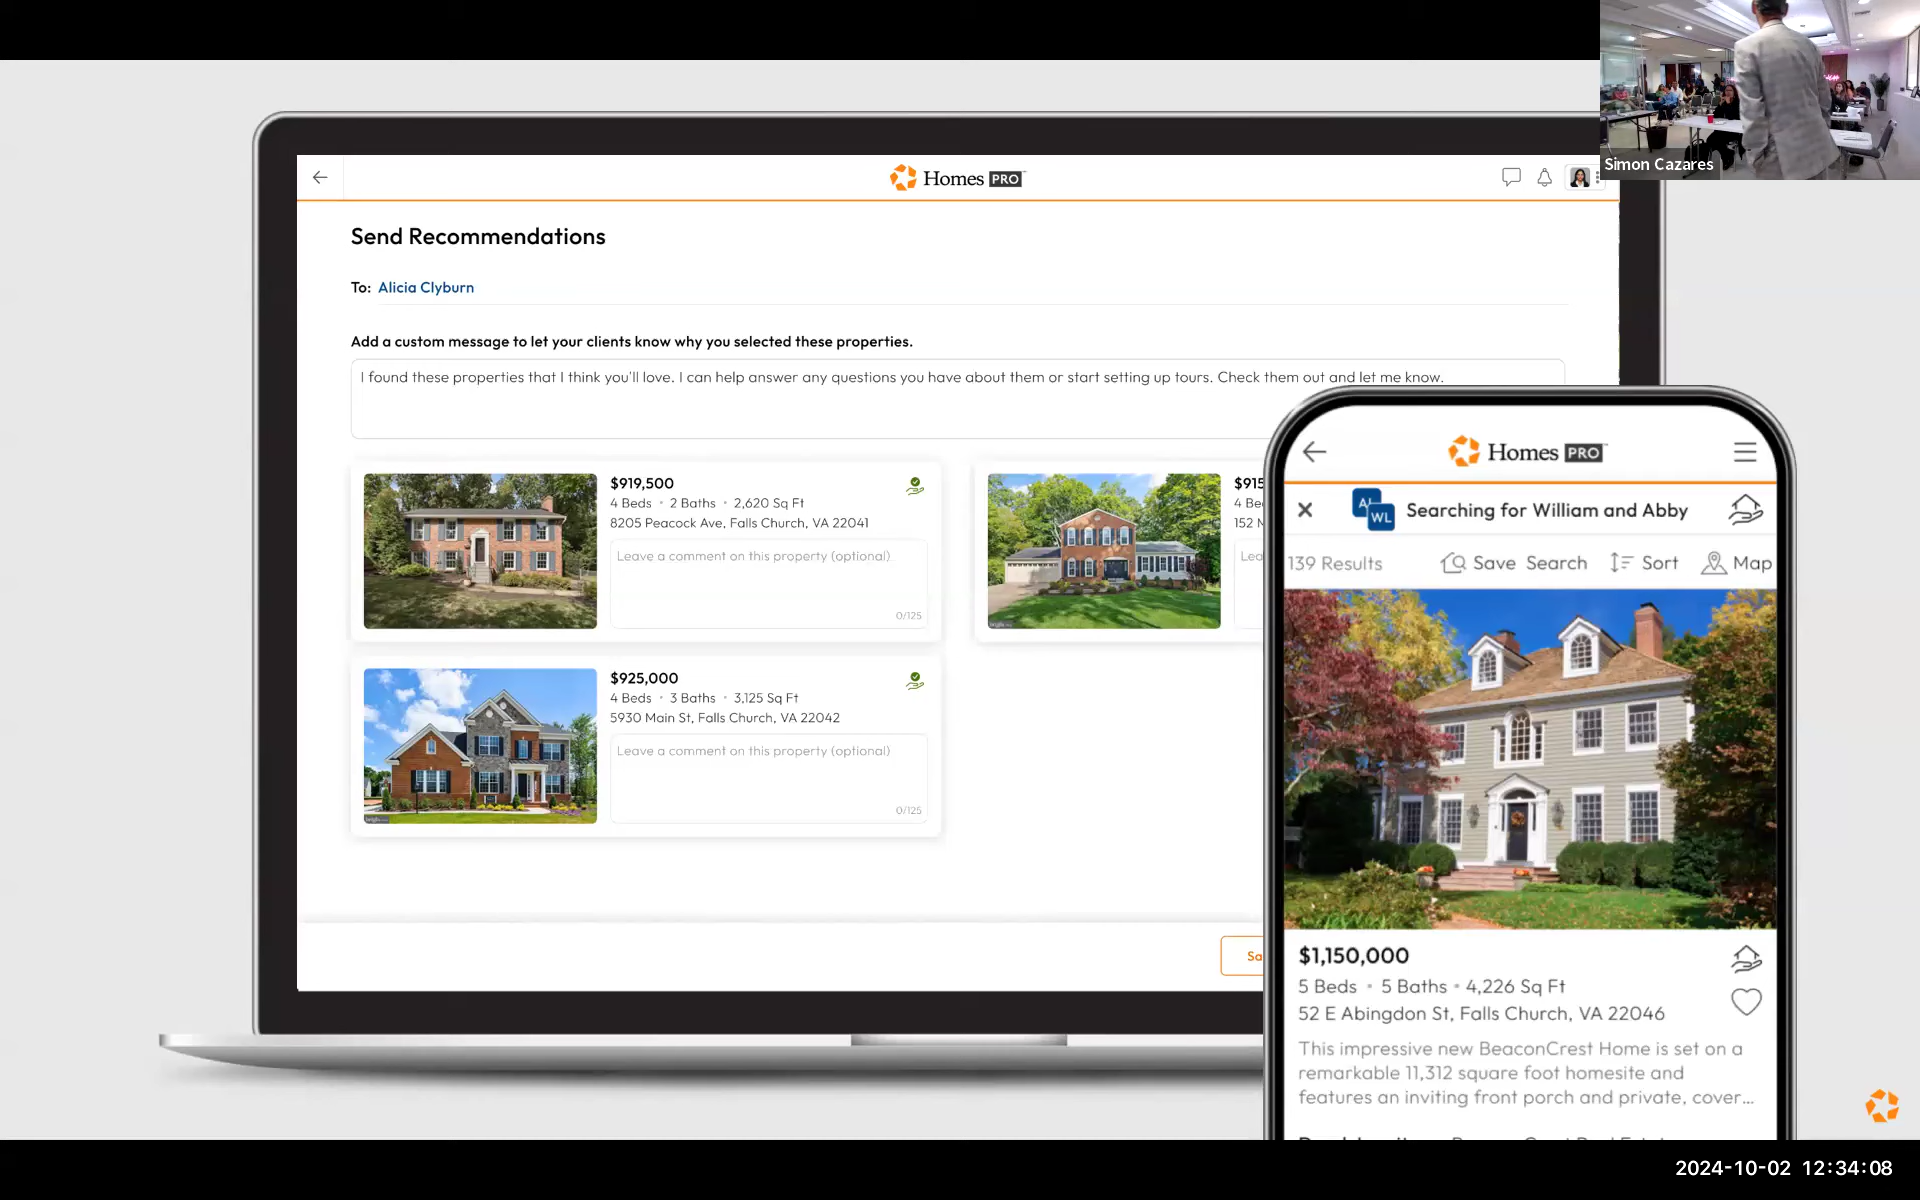 Simon Cazares
Homes PRO
Send Recommendations
To: Alicia Clyburn
Add a custom message to let your clients know why you selected these properties.
I found these properties that I think you'll love. I can help answer any questions you have about them or start setting up tours. Check them out and let me know.
$919,500
4 Beds • 2 Baths • 2,620 Sq Ft
8205 Peacock Ave, Falls Church, VA 22041
Leave a comment on this property (optional)
0/125
$915
4 Be
152
Lea
$925,000
4 Beds • 3 Baths • 3,125 Sq Ft
5930 Main St, Falls Church, VA 22042
Leave a comment on this property (optional)
0/125
Sa
Homes PRO
WL
Searching for William and Abby
139 Results
Save Search
Sort
Map
$1,150,000
5 Beds • 5 Baths • 4,226 Sq Ft
52 E Abingdon St, Falls Church, VA 22046
This impressive new BeaconCrest Home is set on a
remarkable 11,312 square foot homesite and
features an inviting front porch and private, cover...
2024-10-02 12:34:08